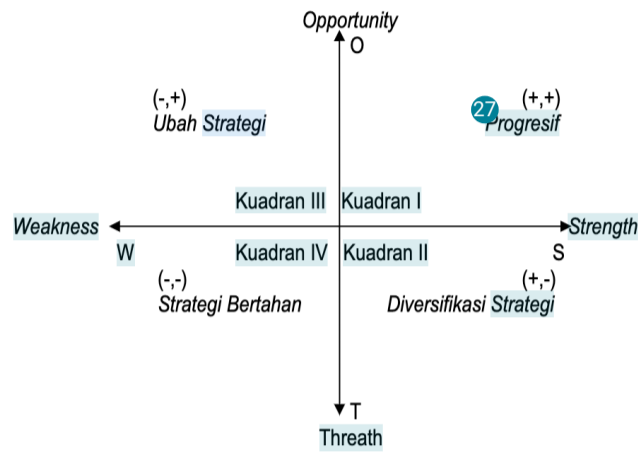 Opportunity
O
(-,+)
Ubah Strategi
27
(+,+)
Progresif
Kuadran III
Kuadran I
Weakness
Strength
W
Kuadran IV
Kuadran II
S
(-,-)
Strategi Bertahan
(+,-)
Diversifikasi Strategi
T
Threath